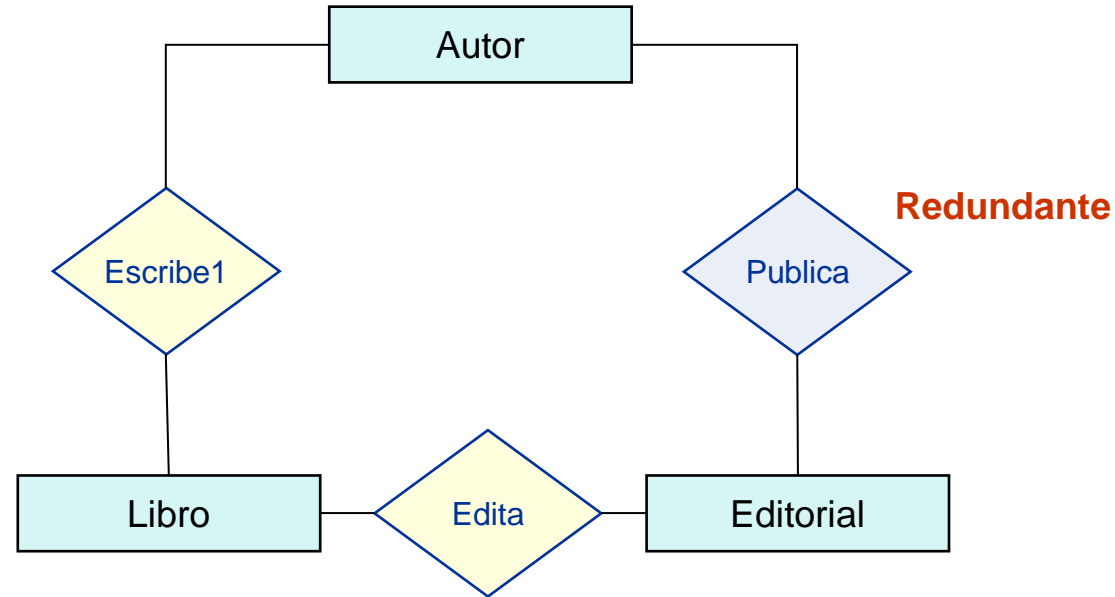 Autor
Redundante
Escribe1
Publica
Libro
Edita
Editorial